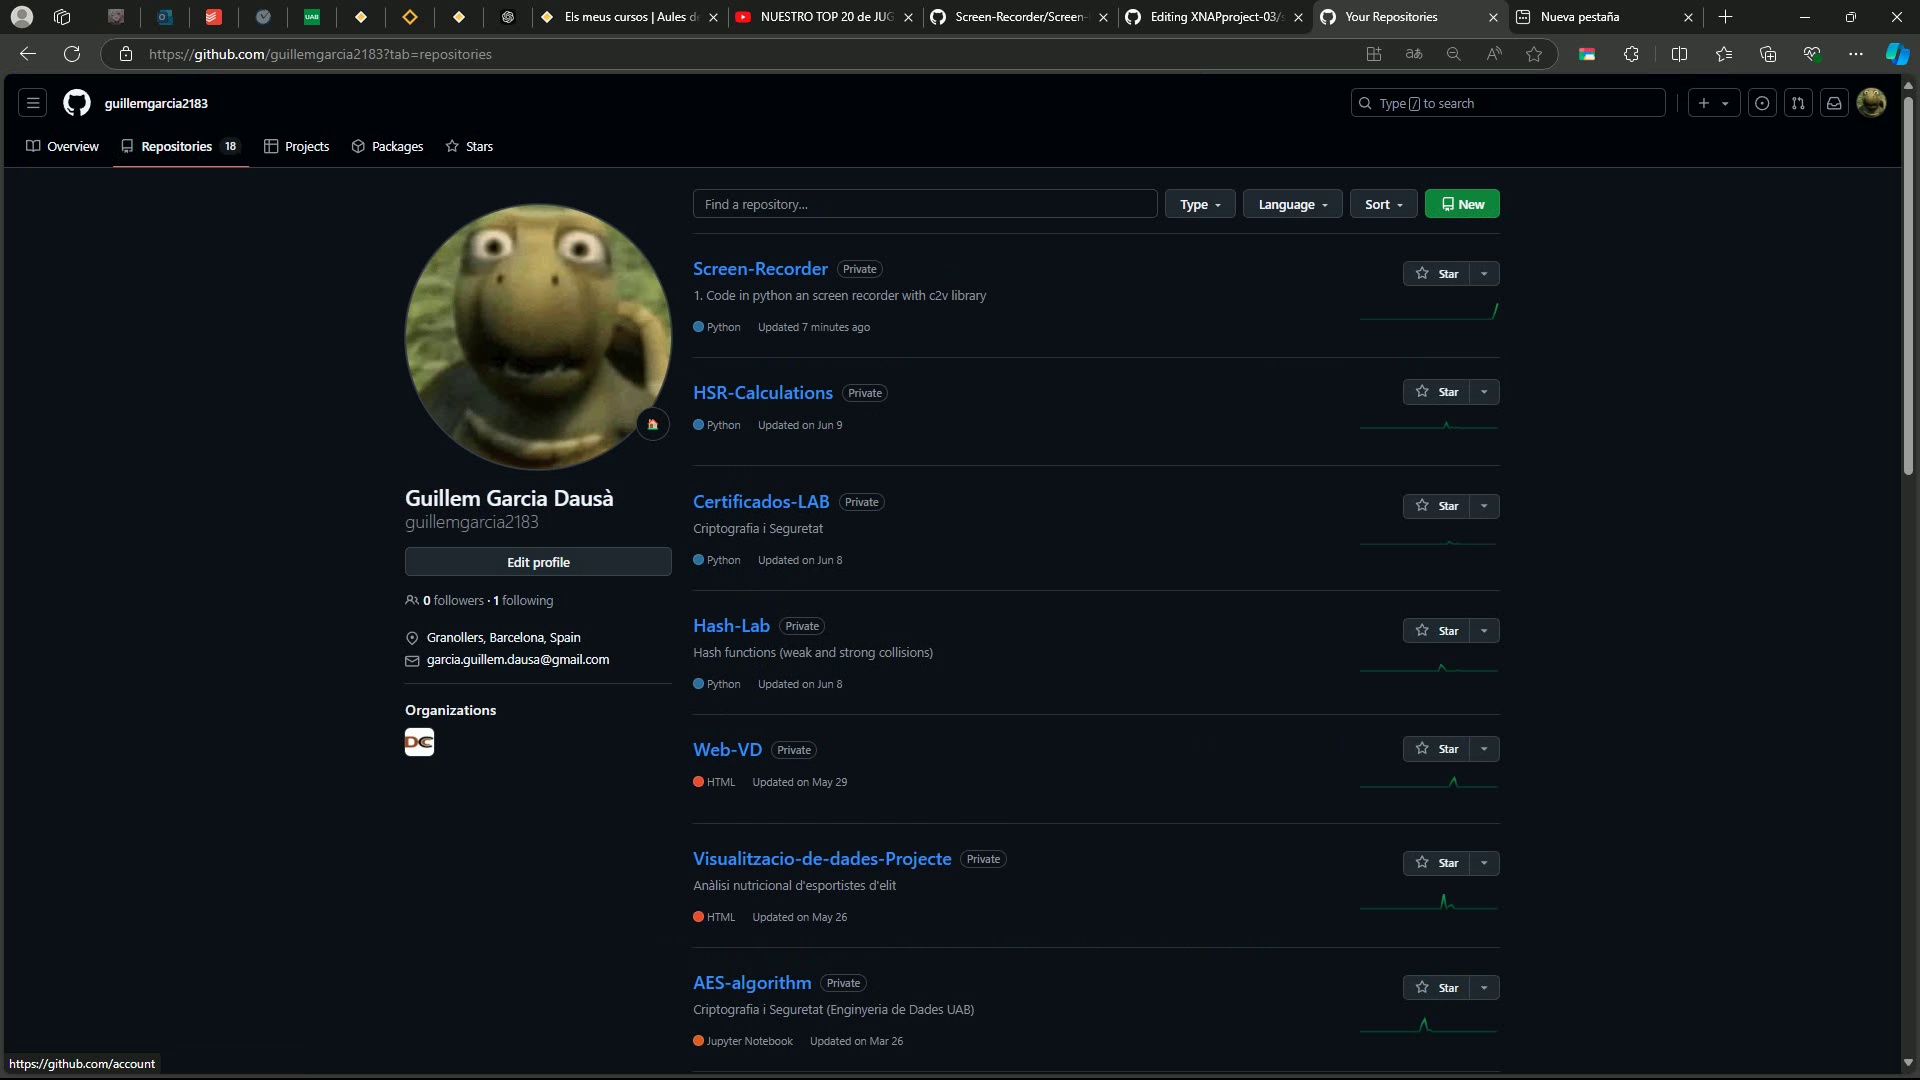 Els meus cursos | Aules d
NUESTRO TOP 20 de JUG
Screen-Recorder/Screen-
Editing XNAPproject-03/s
Your Repositories
Nueva pestaña
https://github.com/guillemgarcia2183?tab=repositories
guillemgarcia2183
Type / to search
Overview
Repositories 18
Projects
Packages
Stars
Find a repository...
Type
Language
Sort
New
Screen-Recorder Private
Star
1. Code in python an screen recorder with c2v library
Python Updated 7 minutes ago
HSR-Calculations Private
Star
Python Updated on Jun 9
Certificados-LAB Private
Star
Criptografia i Seguretat
Python Updated on Jun 8
Hash-Lab Private
Star
Hash functions (weak and strong collisions)
Python Updated on Jun 8
Web-VD Private
Star
HTML Updated on May 29
Visualitzacio-de-dades-Projecte Private
Star
Anàlisi nutricional d'esportistes d'elit
HTML Updated on May 26
AES-algorithm Private
Star
Criptografia i Seguretat (Enginyeria de Dades UAB)
Jupyter Notebook Updated on Mar 26
Guillem Garcia Dausà
guillemgarcia2183
Edit profile
0 followers · 1 following
Granollers, Barcelona, Spain
garcia.guillem.dausa@gmail.com
Organizations
DC
https://github.com/account